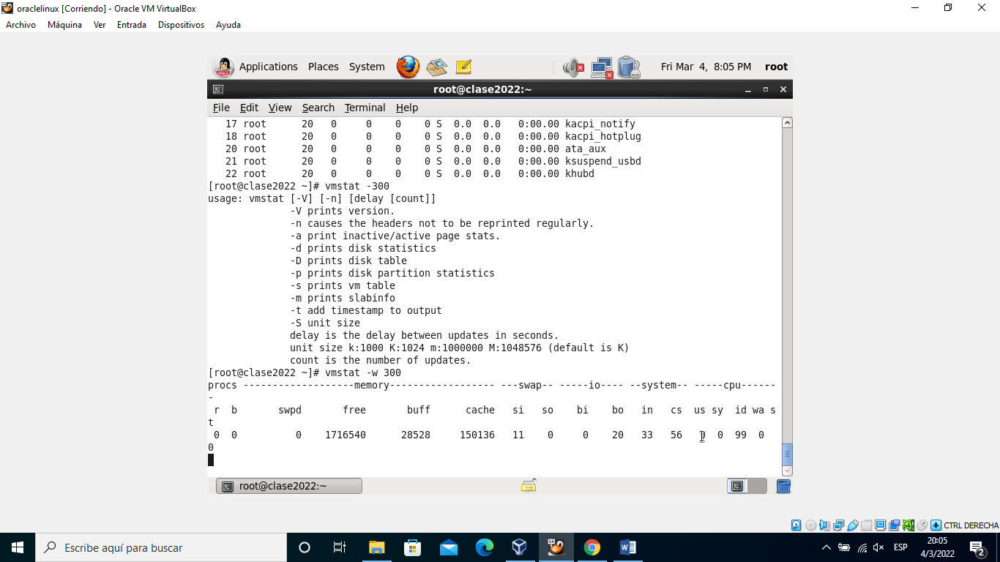 oraclelinux [Corriendo] - Oracle VM VirtualBox
Archivo Máquina Ver Entrada Dispositivos Ayuda
Applications Places System Fri Mar 4, 8:05 PM root
root@clase2022:~
File Edit View Search Terminal Help
17 root 20 0 0 0 0 S 0.0 0.0 0:00.00 kacpi_notify
18 root 20 0 0 0 0 S 0.0 0.0 0:00.00 kacpi_hotplug
20 root 20 0 0 0 0 S 0.0 0.0 0:00.00 ata_aux
21 root 20 0 0 0 0 S 0.0 0.0 0:00.00 ksuspend_usbd
22 root 20 0 0 0 0 S 0.0 0.0 0:00.00 khubd
[root@clase2022 ~]# vmstat -300
usage: vmstat [-V] [-n] [delay [count]]
-V prints version.
-n causes the headers not to be reprinted regularly.
-a print inactive/active page stats.
-d prints disk statistics
-D prints disk table
-p prints disk partition statistics
-s prints vm table
-m prints slabinfo
-t add timestamp to output
-S unit size
delay is the delay between updates in seconds.
unit size k:1000 K:1024 m:1000000 M:1048576 (default is K)
count is the number of updates.
[root@clase2022 ~]# vmstat -w 300
procs -------------------memory------------------ ---swap-- -----io---- --system-- -----cpu------
-
r b swpd free buff cache si so bi bo in cs us sy id wa s
t
0 0 0 1716540 28528 150136 11 0 0 20 33 56 0 0 99 0
0
root@clase2022:~
CTRL DERECHA
Escribe aquí para buscar
ESP
20:05
4/3/2022
2